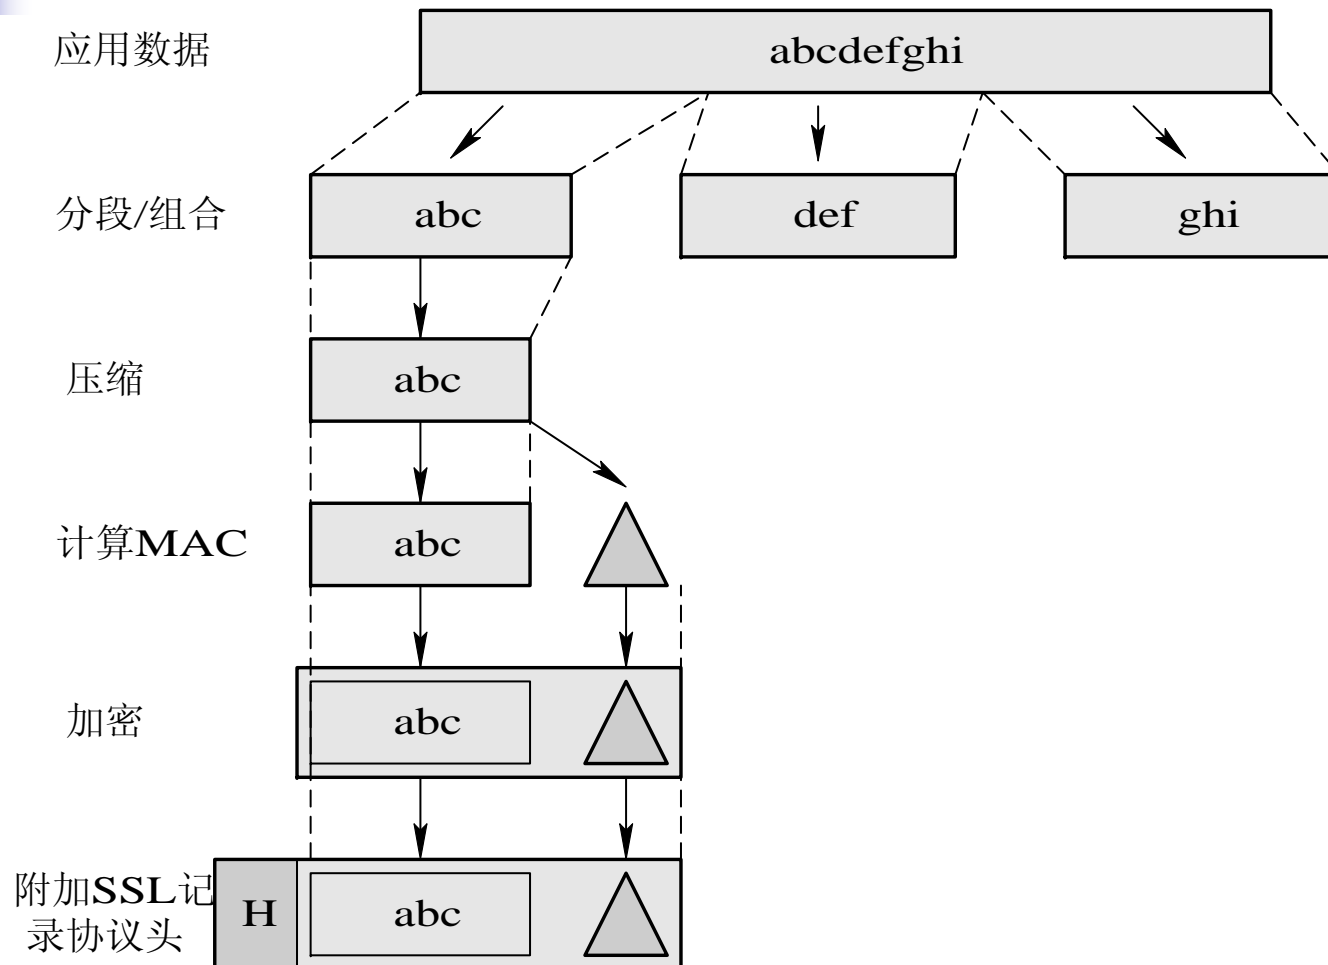 应用数据
abcdefghi
分段/组合
abc
def
ghi
压缩
abc
计算MAC
abc
加密
abc
附加SSL记
录协议头
H
abc